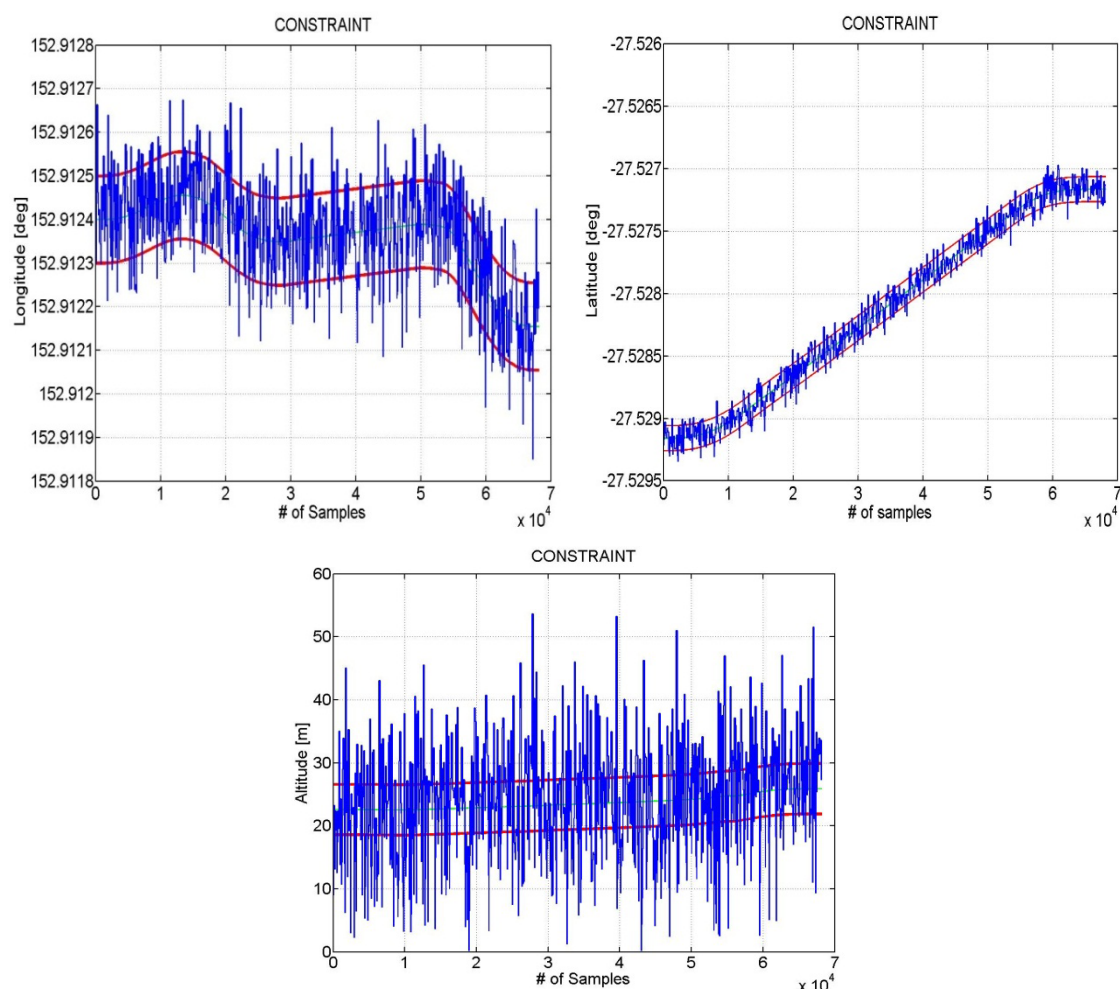 CONSTRAINT
152.9128
152.9127
152.9126
152.9125
152.9124
152.9123
152.9122
152.9121
152.912
152.9119
152.9118
Longitude [deg]
0 1 2 3 4 5 6 7
# of Samples
x 10^4
CONSTRAINT
-27.526
-27.5265
-27.527
-27.5275
-27.528
-27.5285
-27.529
-27.5295
Latitude [deg]
0 1 2 3 4 5 6 7
# of samples
x 10^4
CONSTRAINT
60
50
40
30
20
10
0
Altitude [m]
0 1 2 3 4 5 6 7
# of Samples
x 10^4